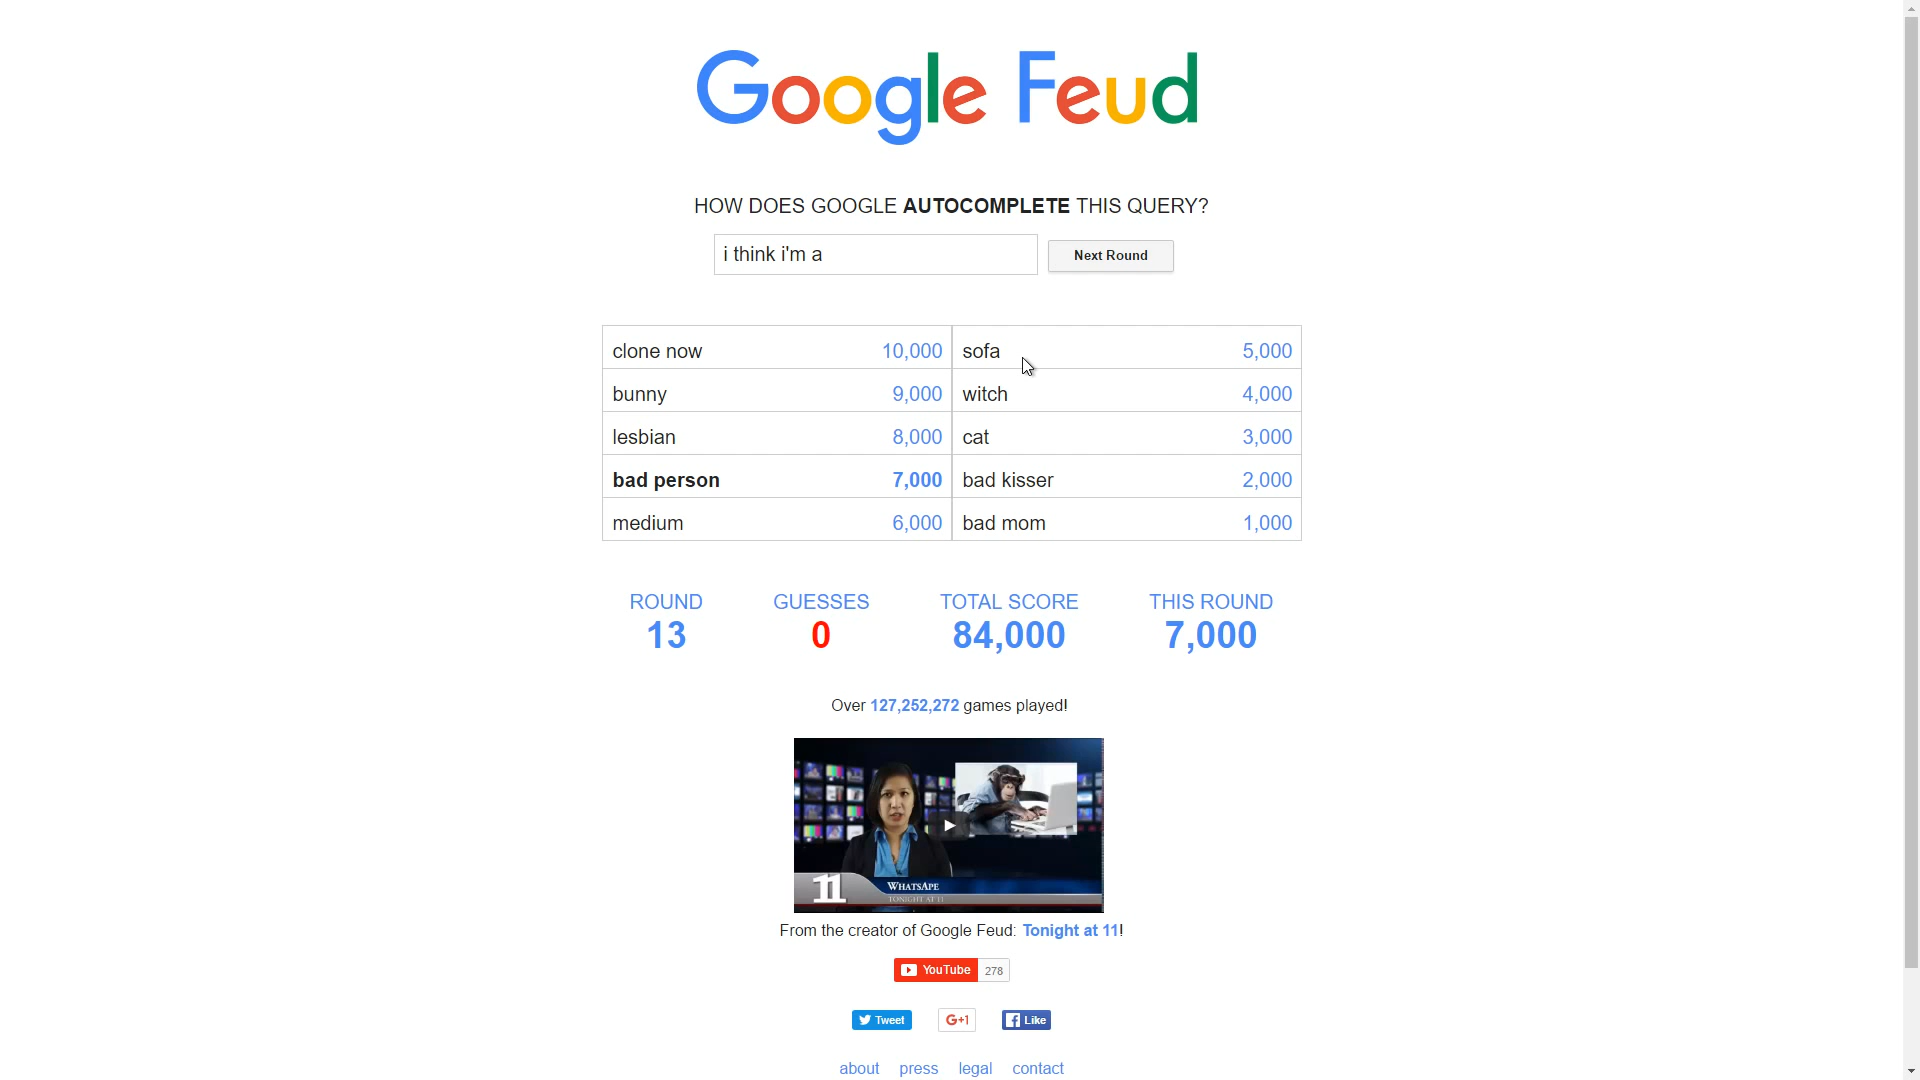 Google Feud
HOW DOES GOOGLE AUTOCOMPLETE THIS QUERY?
i think i'm a
Next Round
clone now 10,000 sofa 5,000
bunny 9,000 witch 4,000
lesbian 8,000 cat 3,000
bad person 7,000 bad kisser 2,000
medium 6,000 bad mom 1,000
ROUND GUESSES TOTAL SCORE THIS ROUND
13 0 84,000 7,000
Over 127,252,272 games played!
11 WHATSAPE
TONIGHT AT 11
From the creator of Google Feud: Tonight at 11!
YouTube 278
Tweet G+1 Like
about press legal contact